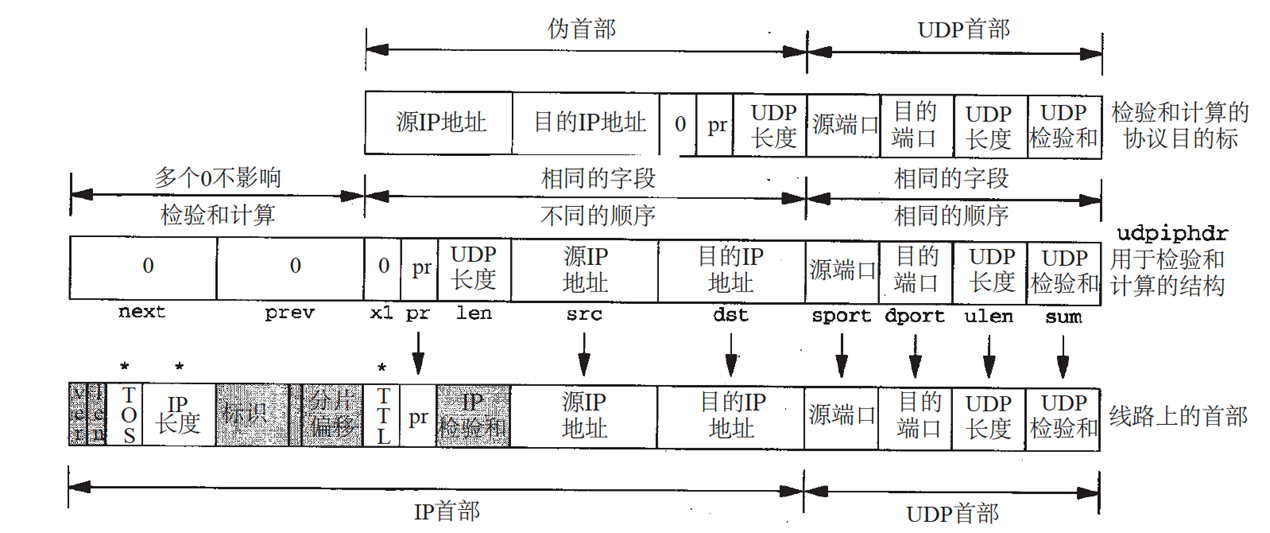 伪首部 UDP首部
源IP地址 目的IP地址 0 pr UDP长度 源端口 目的端口 UDP长度 UDP检验和 检验和计算的协议目的标
多个0不影响 相同的字段 相同的字段
检验和计算 不同的顺序 相同的顺序
0 0 0 pr UDP长度 源IP地址 目的IP地址 源端口 目的端口 UDP长度 UDP检验和 udpiphdr用于检验和计算的结构
next prev x1 pr len src dst sport dport ulen sum
* * *
ver len TOS IP长度 标识 分片偏移 TTL pr IP检验和 源IP地址 目的IP地址 源端口 目的端口 UDP长度 UDP检验和 线路上的首部
IP首部 UDP首部